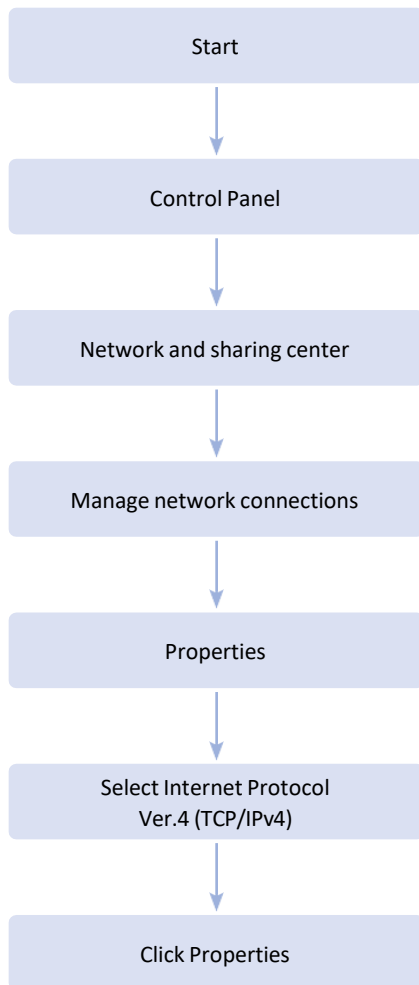 Start
Control Panel
Network and sharing center
Manage network connections
Properties
Select Internet Protocol
Ver.4 (TCP/IPv4)
Click Properties